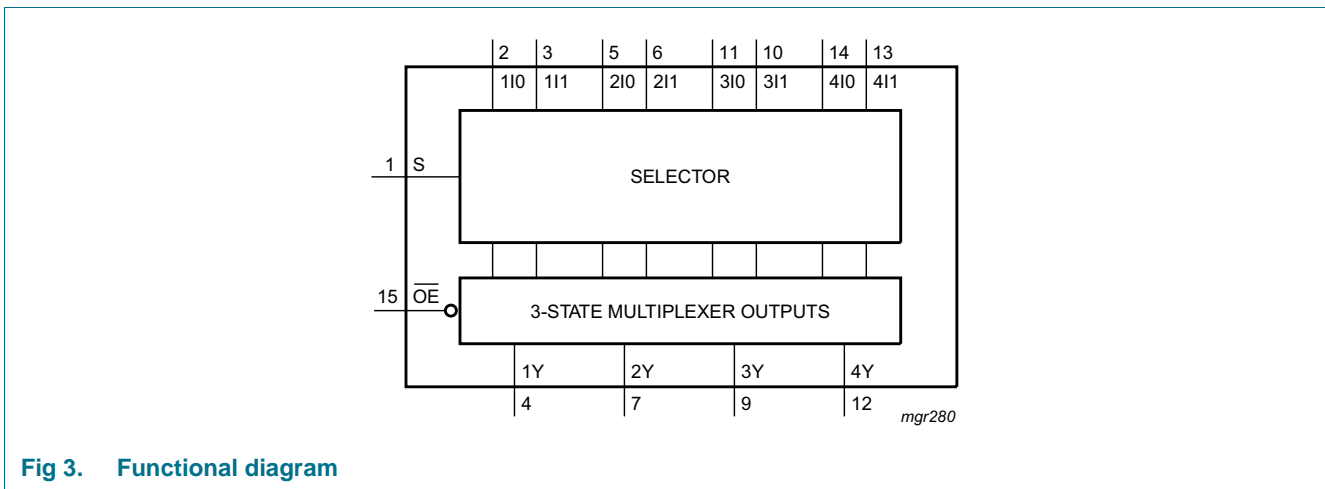 2 3 5 6 11 10 14 13
1I0 1I1 2I0 2I1 3I0 3I1 4I0 4I1
1 S
SELECTOR
15 O̅E̅
3-STATE MULTIPLEXER OUTPUTS
1Y 2Y 3Y 4Y
4 7 9 12
mgr280
Fig 3. Functional diagram